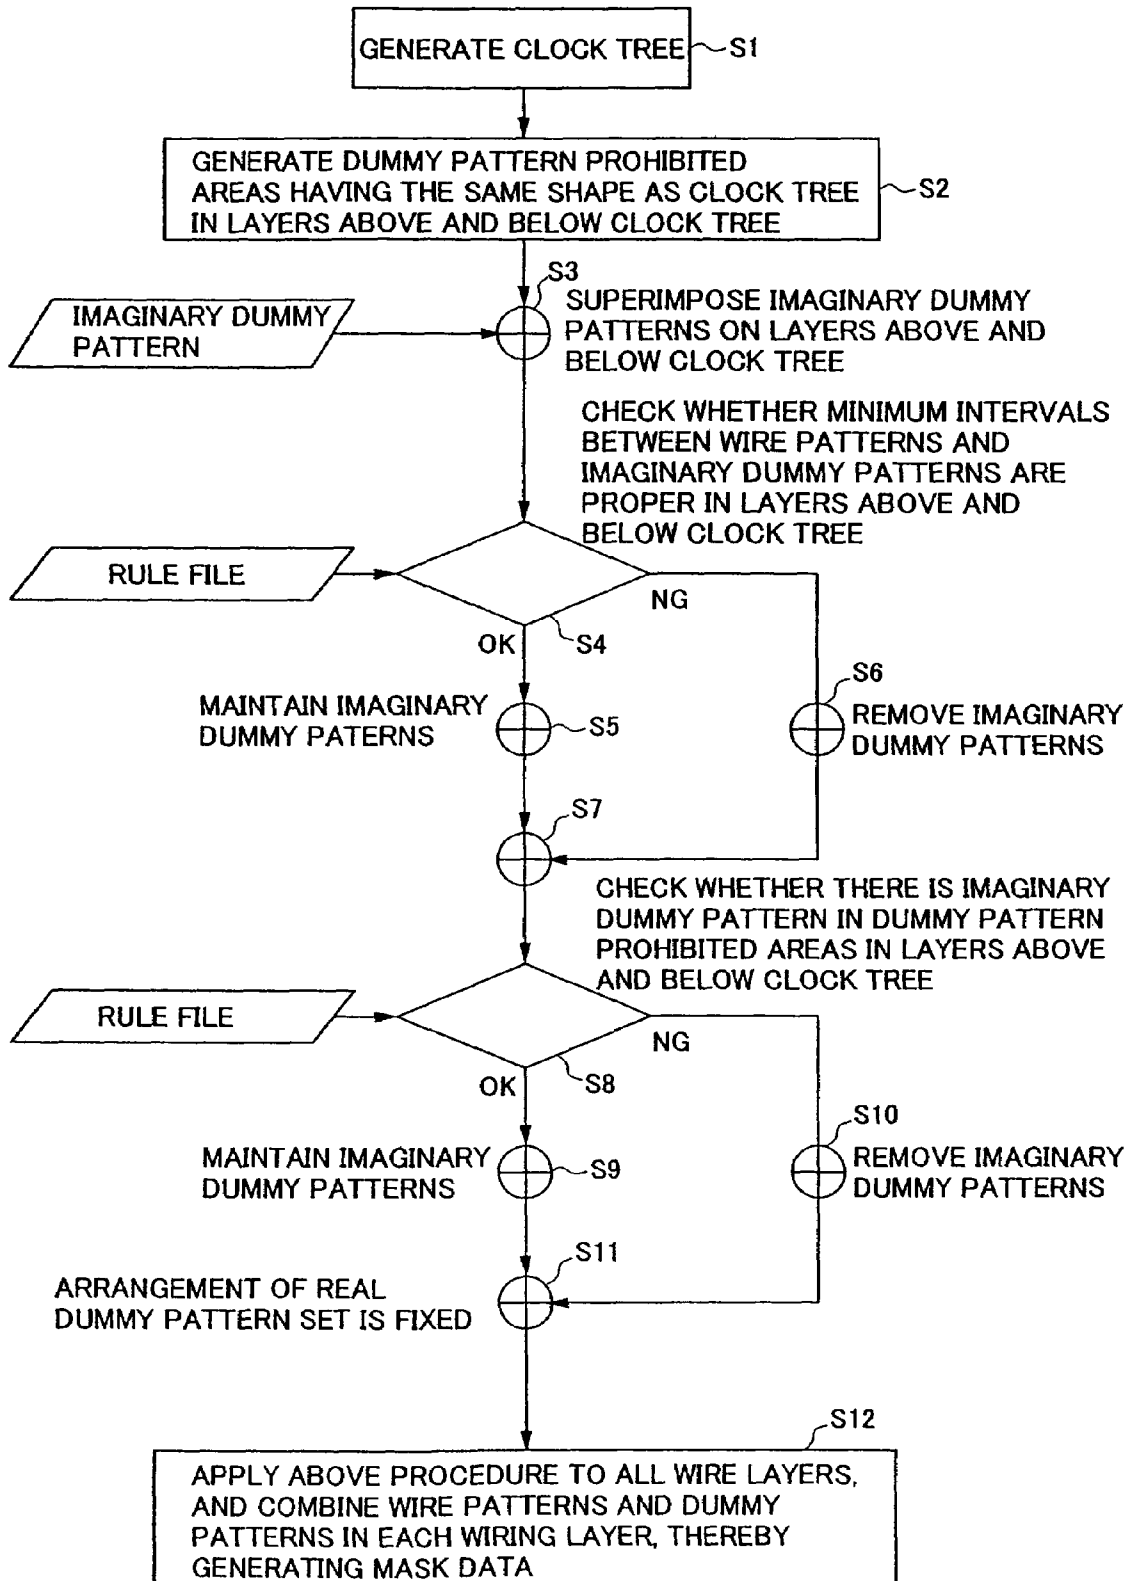 GENERATE CLOCK TREE
S1
GENERATE DUMMY PATTERN PROHIBITED
AREAS HAVING THE SAME SHAPE AS CLOCK TREE
IN LAYERS ABOVE AND BELOW CLOCK TREE
S2
S3
SUPERIMPOSE IMAGINARY DUMMY
PATTERNS ON LAYERS ABOVE AND
BELOW CLOCK TREE
IMAGINARY DUMMY
PATTERN
CHECK WHETHER MINIMUM INTERVALS
BETWEEN WIRE PATTERNS AND
IMAGINARY DUMMY PATTERNS ARE
PROPER IN LAYERS ABOVE AND
BELOW CLOCK TREE
RULE FILE
NG
OK
S4
MAINTAIN IMAGINARY
DUMMY PATERNS
S5
S6
REMOVE IMAGINARY
DUMMY PATTERNS
S7
CHECK WHETHER THERE IS IMAGINARY
DUMMY PATTERN IN DUMMY PATTERN
PROHIBITED AREAS IN LAYERS ABOVE
AND BELOW CLOCK TREE
RULE FILE
NG
OK
S8
MAINTAIN IMAGINARY
DUMMY PATTERNS
S9
S10
REMOVE IMAGINARY
DUMMY PATTERNS
S11
ARRANGEMENT OF REAL
DUMMY PATTERN SET IS FIXED
S12
APPLY ABOVE PROCEDURE TO ALL WIRE LAYERS,
AND COMBINE WIRE PATTERNS AND DUMMY
PATTERNS IN EACH WIRING LAYER, THEREBY
GENERATING MASK DATA